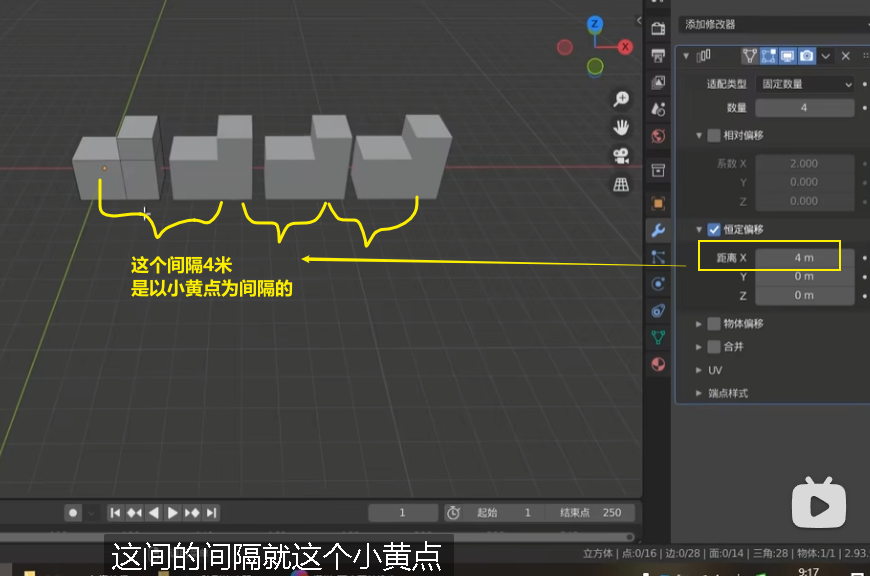 Z
X
添加修改器
适配类型 固定数量
数量 4
相对偏移
系数 X 2.000
Y 0.000
Z 0.000
恒定偏移
距离 X 4 m
Y 0 m
Z 0 m
物体偏移
合并
UV
端点样式
这个间隔4米
是以小黄点为间隔的
1 起始 1 结束点 250
立方体 | 点:0/16 | 边:0/28 | 面:0/14 | 三角:28 | 物体:1/1 | 2.93.
这间的间隔就这个小黄点
9:17